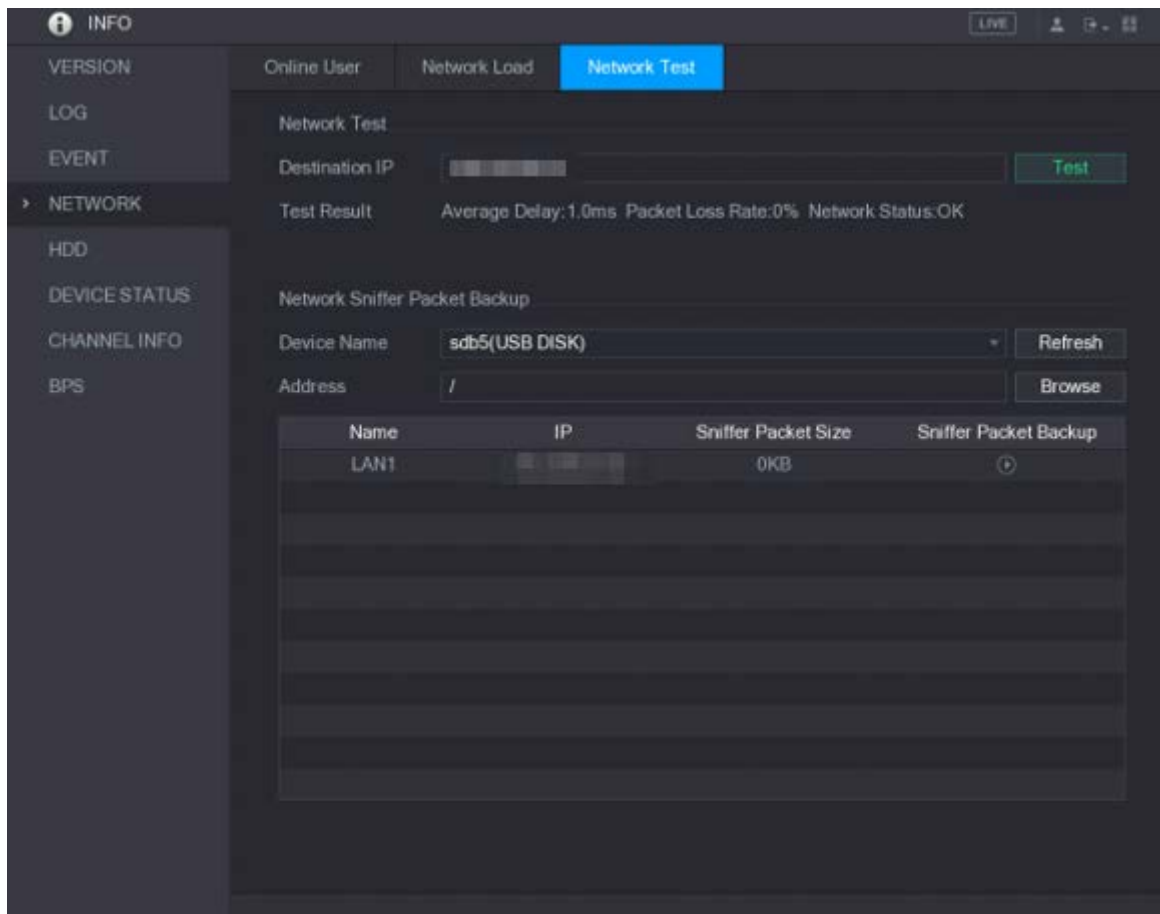 INFO LIVE
VERSION
LOG
EVENT
NETWORK
HDD
DEVICE STATUS
CHANNEL INFO
BPS
Online User Network Load Network Test
Network Test
Destination IP Test
Test Result Average Delay:1.0ms Packet Loss Rate:0% Network Status:OK
Network Sniffer Packet Backup
Device Name sdb5(USB DISK) Refresh
Address / Browse
Name IP Sniffer Packet Size Sniffer Packet Backup
LAN1 0KB